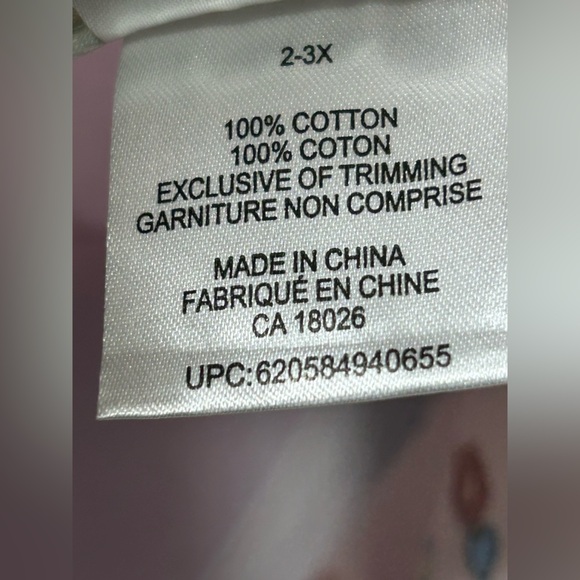 2-3X
100% COTTON
100% COTON
EXCLUSIVE OF TRIMMING
GARNITURE NON COMPRISE
MADE IN CHINA
FABRIQUÉ EN CHINE
CA 18026
UPC:620584940655